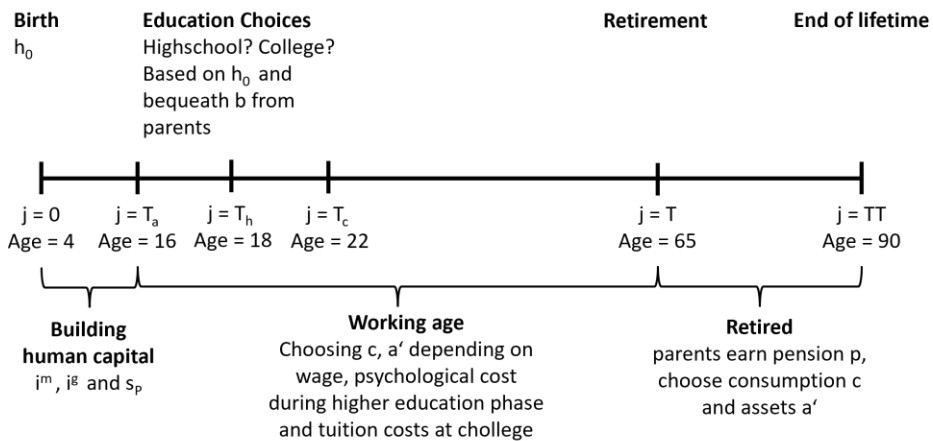 Birth
h₀
Education Choices
Highschool? College?
Based on h₀ and
bequeath b from
parents
Retirement
End of lifetime
j = 0
Age = 4
j = Tₐ
Age = 16
j = Tₕ
Age = 18
j = T꜀
Age = 22
j = T
Age = 65
j = TT
Age = 90
Building
human capital
iᵐ, iᵍ and sₚ
Working age
Choosing c, a‘ depending on
wage, psychological cost
during higher education phase
and tuition costs at chollege
Retired
parents earn pension p,
choose consumption c
and assets a‘